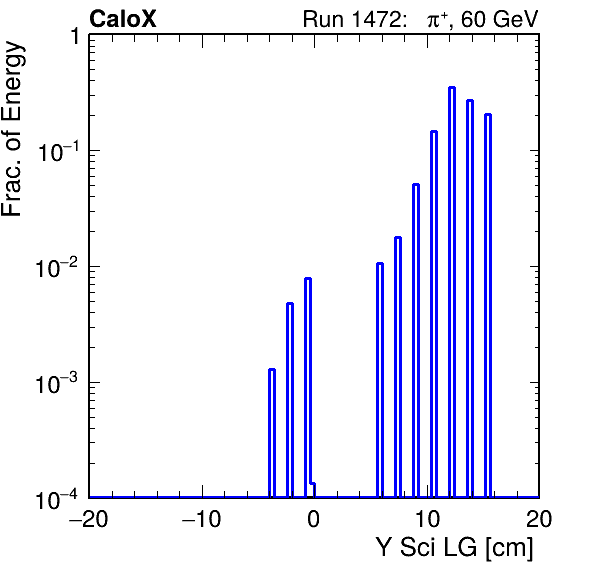 CaloX Run 1472: π⁺, 60 GeV
Frac. of Energy
1
10⁻¹
10⁻²
10⁻³
10⁻⁴
−20 −10 0 10 20
Y Sci LG [cm]